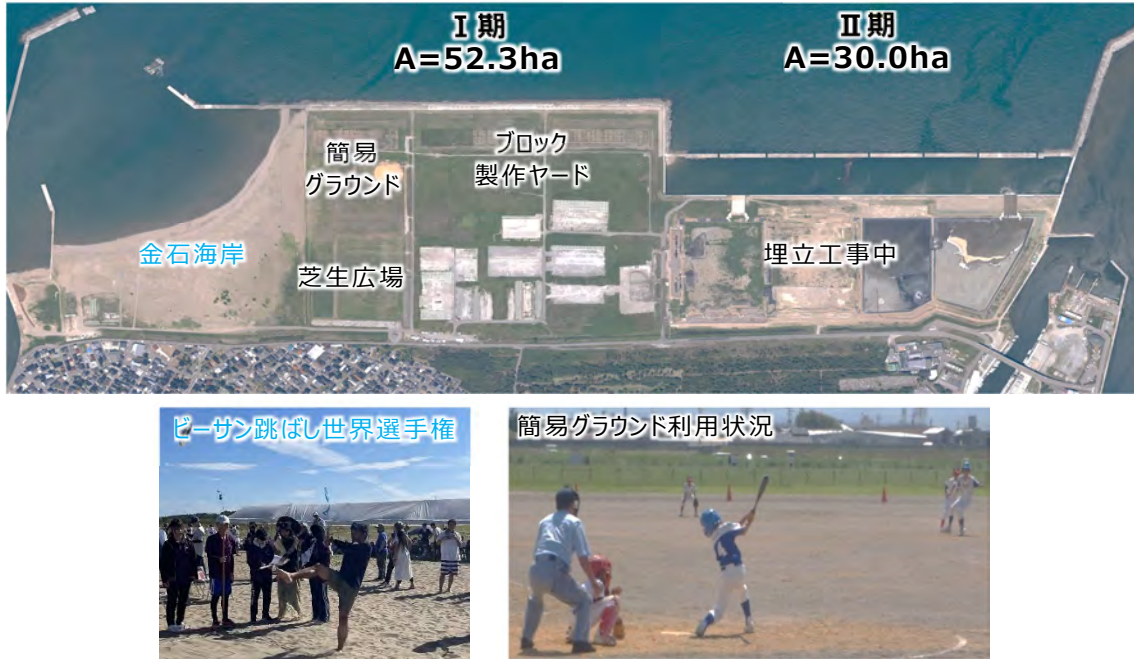 Ⅰ期
A=52.3ha
Ⅱ期
A=30.0ha
簡易
グラウンド
ブロック
製作ヤード
金石海岸
芝生広場
埋立工事中
ビーサン跳ばし世界選手権
簡易グラウンド利用状況